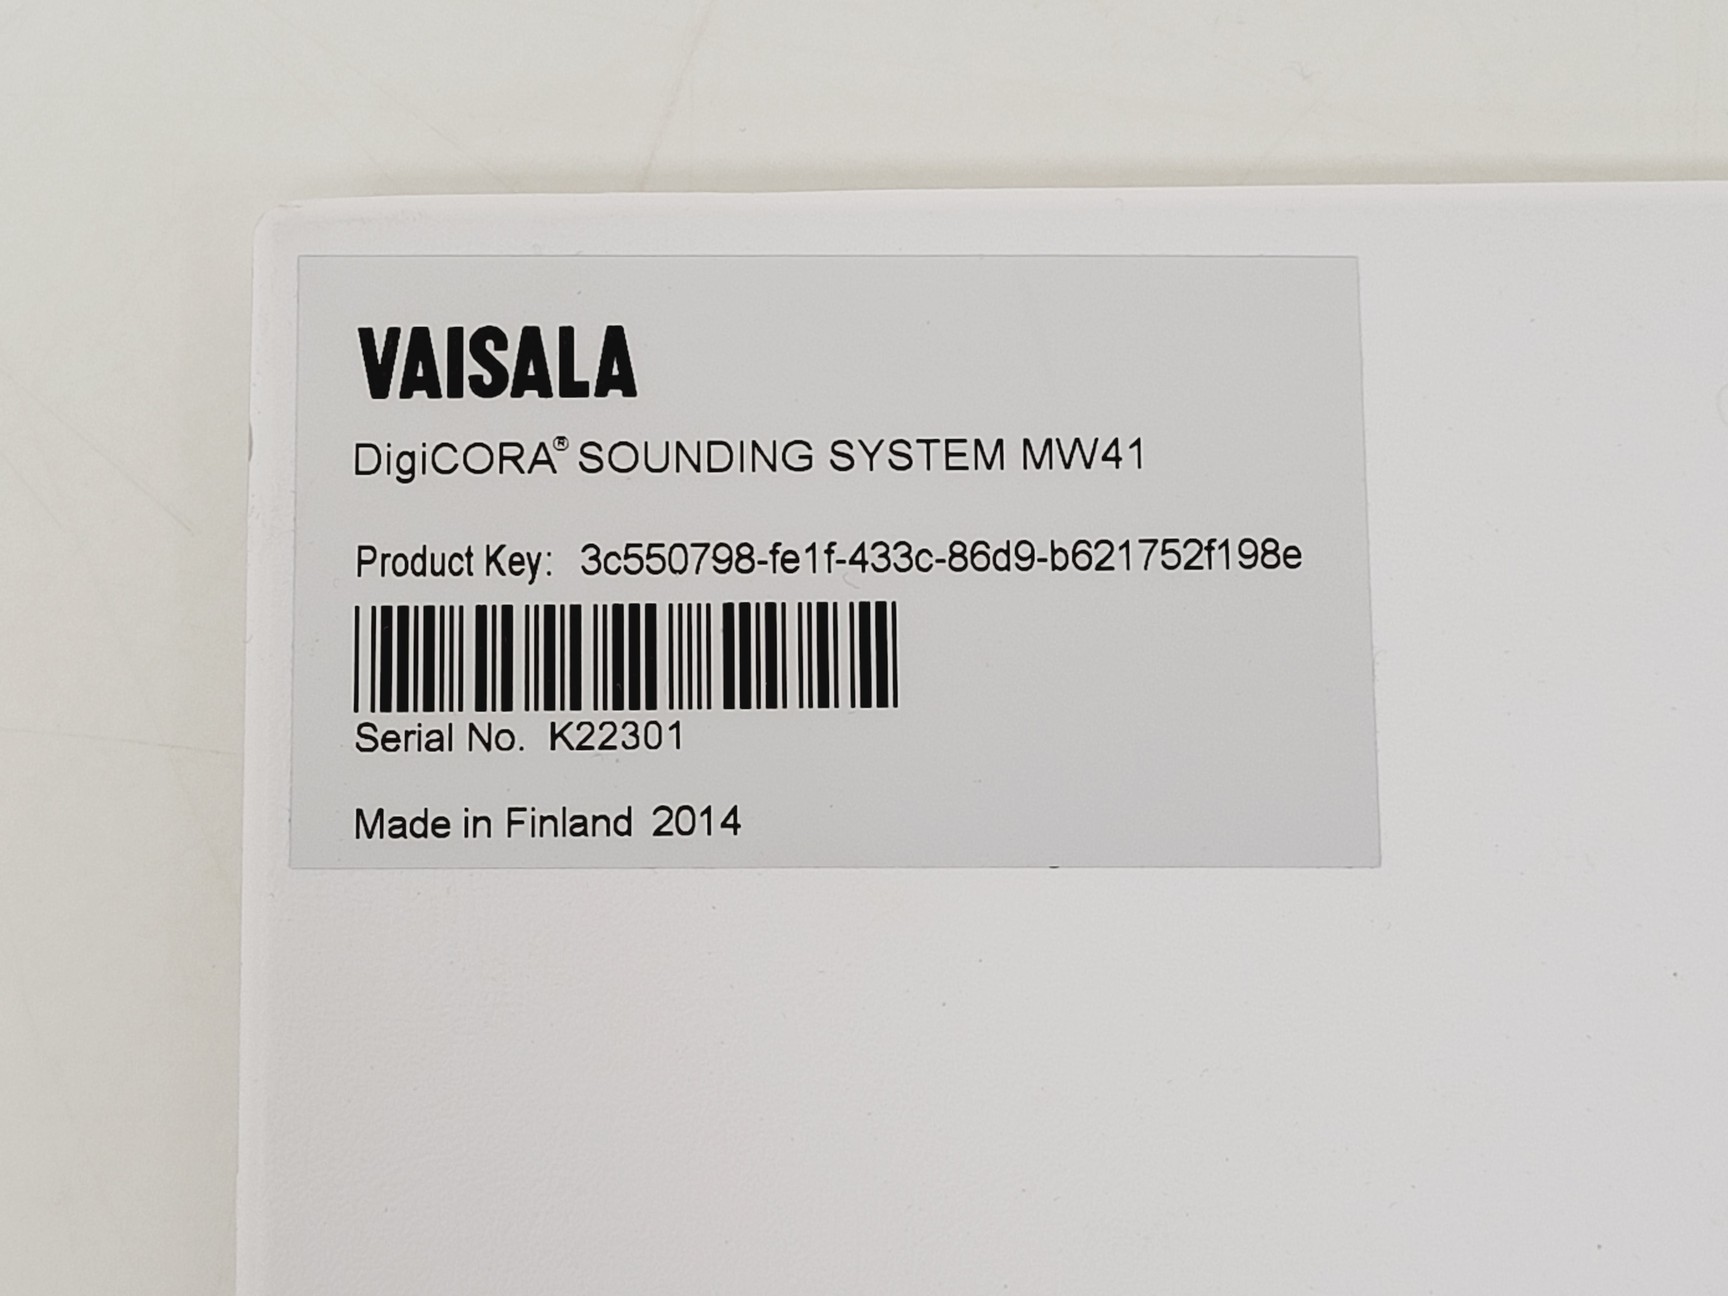 VAISALA
DigiCORA® SOUNDING SYSTEM MW41
Product Key: 3c550798-fe1f-433c-86d9-b621752f198e
Serial No. K22301
Made in Finland 2014